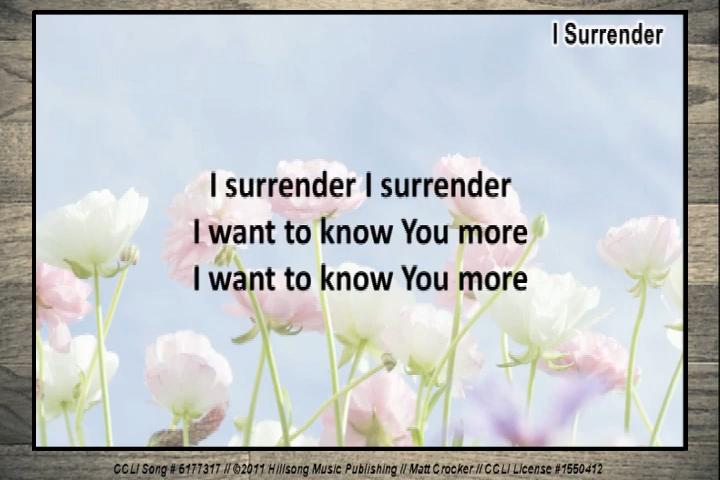 I Surrender
I surrender I surrender
I want to know You more
I want to know You more
CCLI Song # 6177317 // ©2011 Hillsong Music Publishing // Matt Crocker // CCLI License #1550412